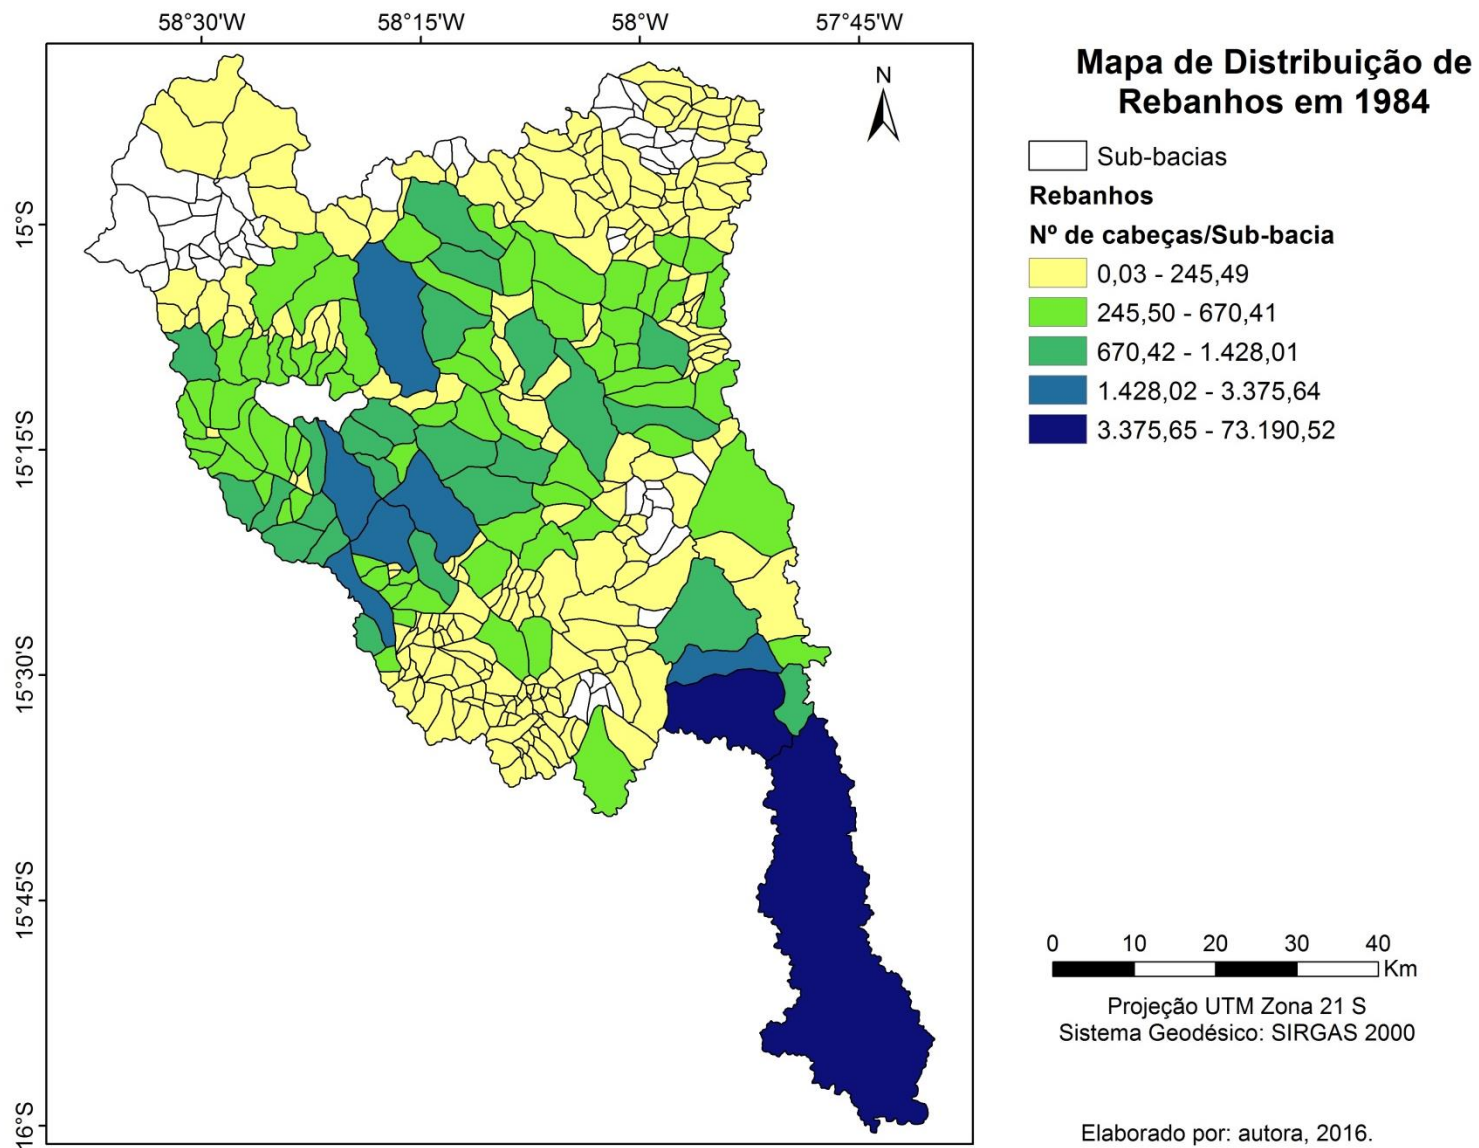 58°30'W 58°15'W 58°W 57°45'W
Mapa de Distribuição de
Rebanhos em 1984
N
Sub-bacias
Rebanhos
Nº de cabeças/Sub-bacia
0,03 - 245,49
245,50 - 670,41
670,42 - 1.428,01
1.428,02 - 3.375,64
3.375,65 - 73.190,52
15°S
15°15'S
15°30'S
15°45'S
16°S
0 10 20 30 40
Km
Projeção UTM Zona 21 S
Sistema Geodésico: SIRGAS 2000
Elaborado por: autora, 2016.